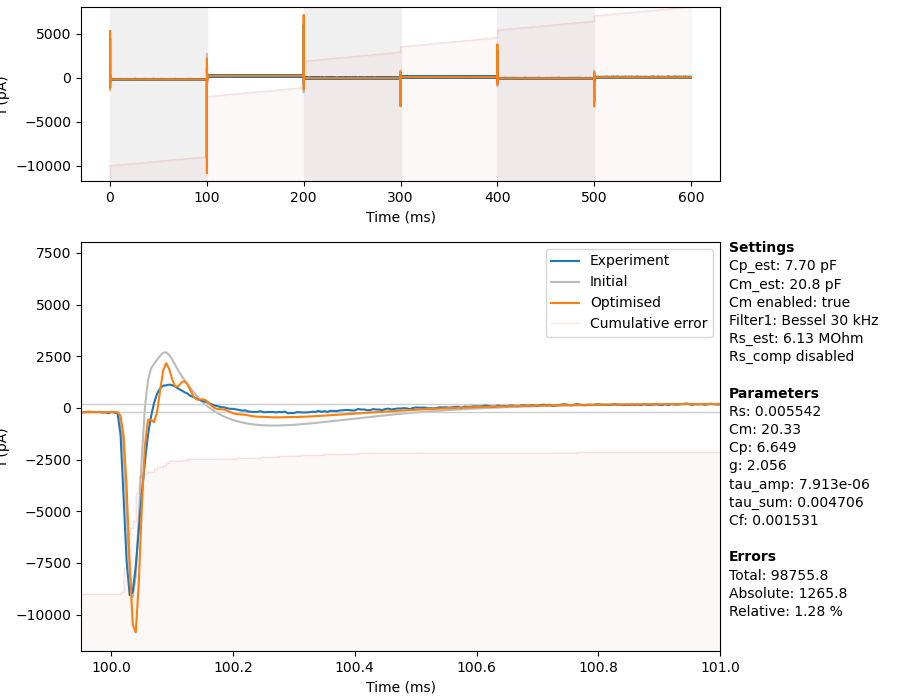 5000
0
−5000
−10000
I (pA)
0 100 200 300 400 500 600
Time (ms)
7500
5000
2500
0
−2500
−5000
−7500
−10000
I (pA)
Experiment
Initial
Optimised
Cumulative error
100.0 100.2 100.4 100.6 100.8 101.0
Time (ms)
Settings
Cp_est: 7.70 pF
Cm_est: 20.8 pF
Cm enabled: true
Filter1: Bessel 30 kHz
Rs_est: 6.13 MOhm
Rs_comp disabled
Parameters
Rs: 0.005542
Cm: 20.33
Cp: 6.649
g: 2.056
tau_amp: 7.913e-06
tau_sum: 0.004706
Cf: 0.001531
Errors
Total: 98755.8
Absolute: 1265.8
Relative: 1.28 %